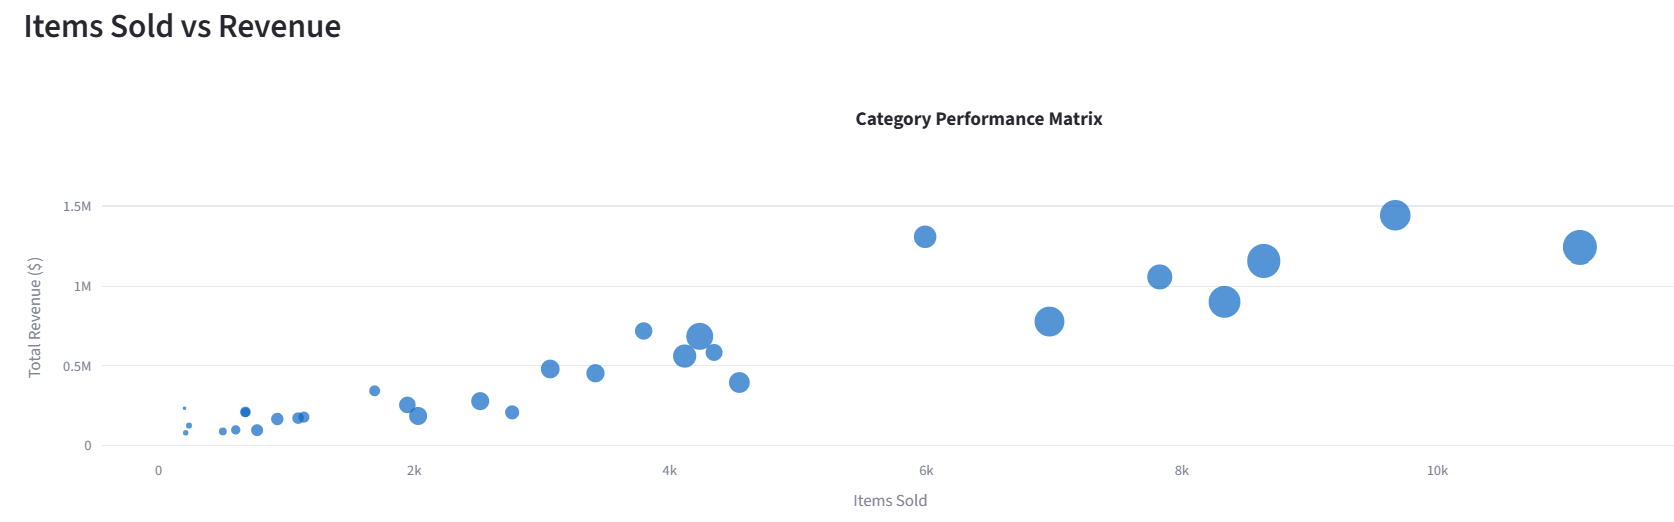 Items Sold vs Revenue
Category Performance Matrix
1.5M
1M
0.5M
0
Total Revenue ($)
0 2k 4k 6k 8k 10k
Items Sold